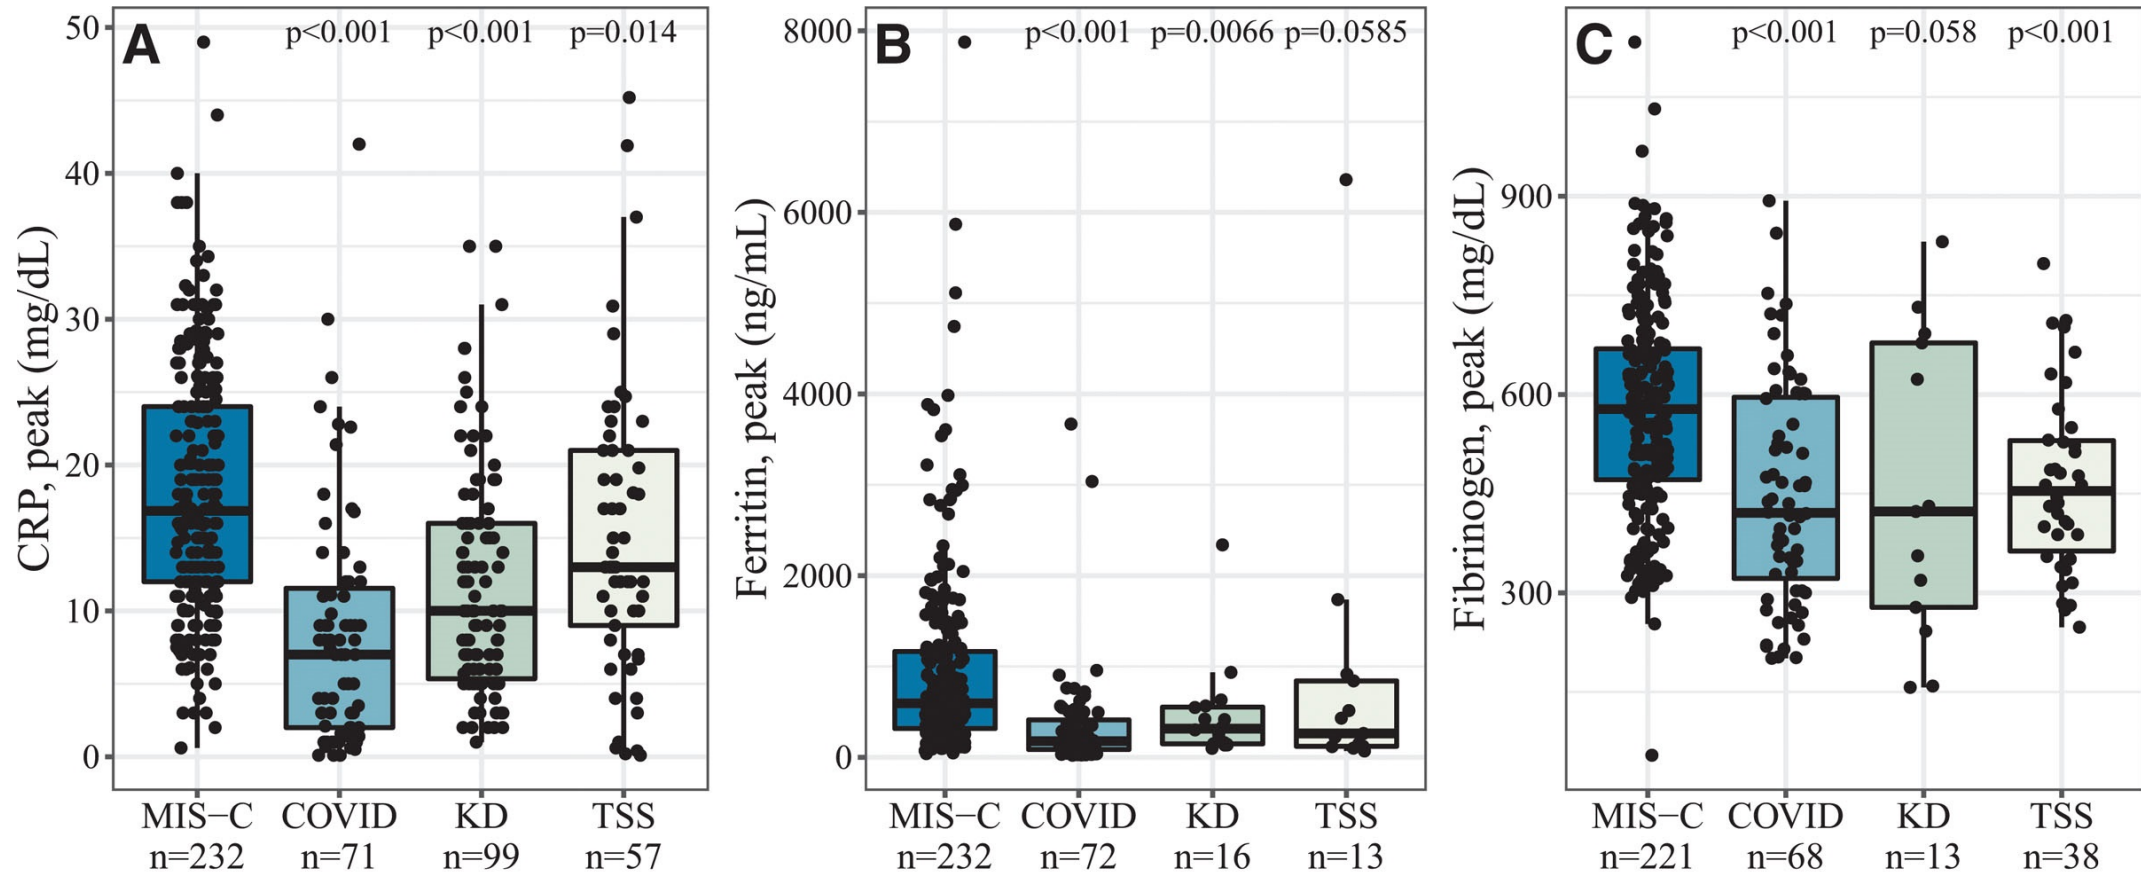 A
p<0.001 p<0.001 p=0.014
CRP, peak (mg/dL)
50
40
30
20
10
0
MIS−C COVID KD TSS
n=232 n=71 n=99 n=57
B
p<0.001 p=0.0066 p=0.0585
Ferritin, peak (ng/mL)
8000
6000
4000
2000
0
MIS−C COVID KD TSS
n=232 n=72 n=16 n=13
C
p<0.001 p=0.058 p<0.001
Fibrinogen, peak (mg/dL)
900
600
300
MIS−C COVID KD TSS
n=221 n=68 n=13 n=38